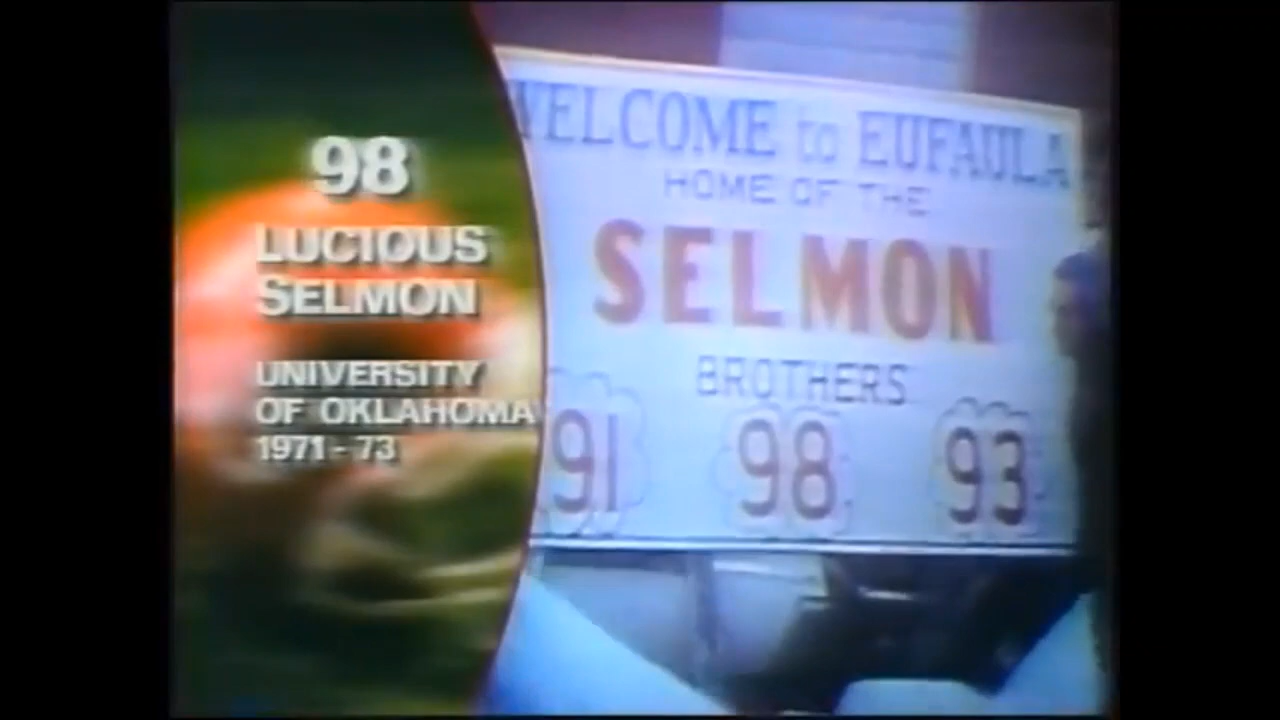 98
LUCIOUS
SELMON
UNIVERSITY
OF OKLAHOMA
1971 - 73
WELCOME to EUFAULA
HOME OF THE
SELMON
BROTHERS
91 98 93